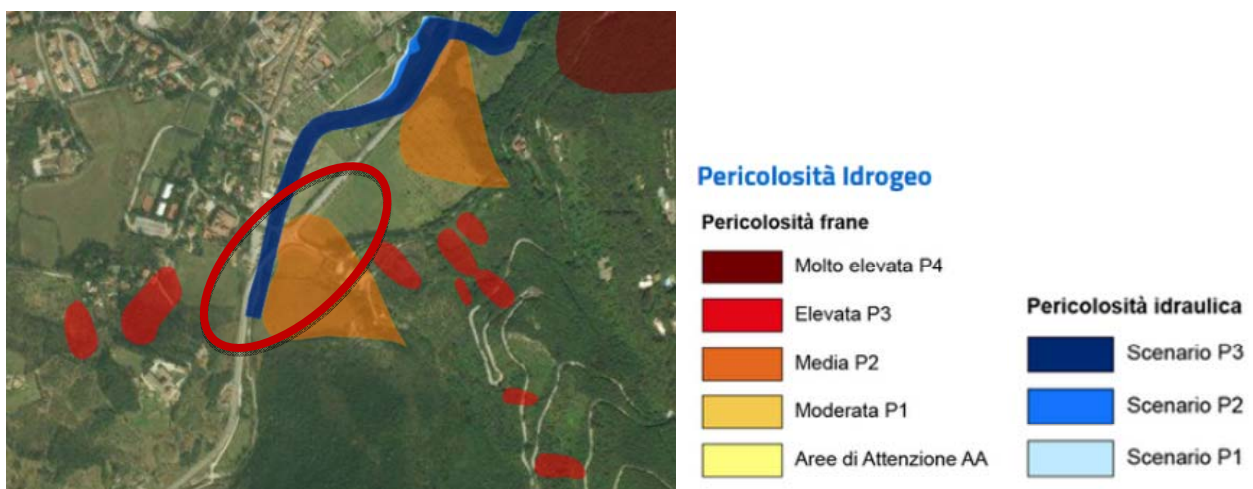 Pericolosità Idrogeo
Pericolosità frane
Molto elevata P4
Elevata P3
Media P2
Moderata P1
Aree di Attenzione AA
Pericolosità idraulica
Scenario P3
Scenario P2
Scenario P1